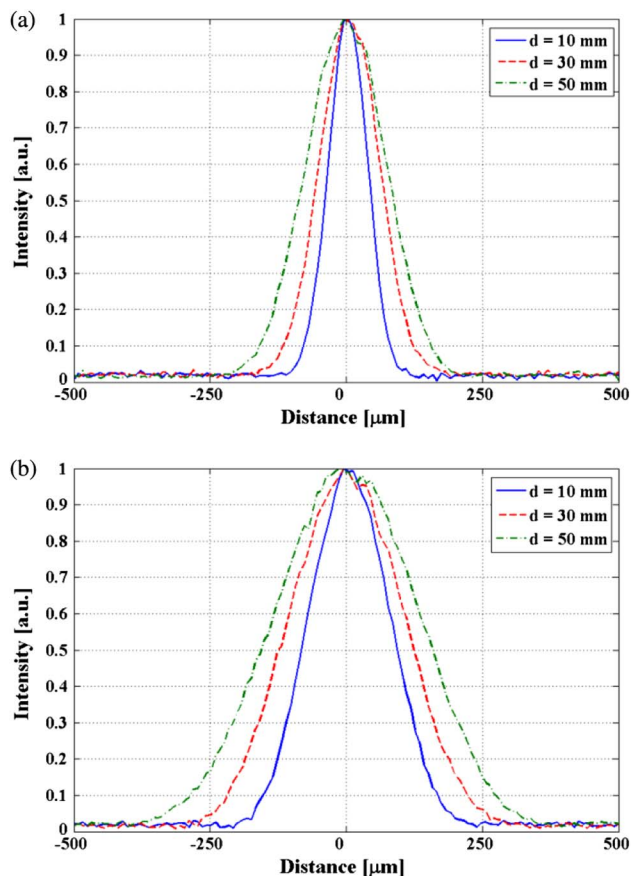 (a)
Intensity [a.u.]
1
0.9
0.8
0.7
0.6
0.5
0.4
0.3
0.2
0.1
0
d = 10 mm
d = 30 mm
d = 50 mm
-500
-250
0
250
500
Distance [μm]
(b)
Intensity [a.u.]
1
0.9
0.8
0.7
0.6
0.5
0.4
0.3
0.2
0.1
0
d = 10 mm
d = 30 mm
d = 50 mm
-500
-250
0
250
500
Distance [μm]